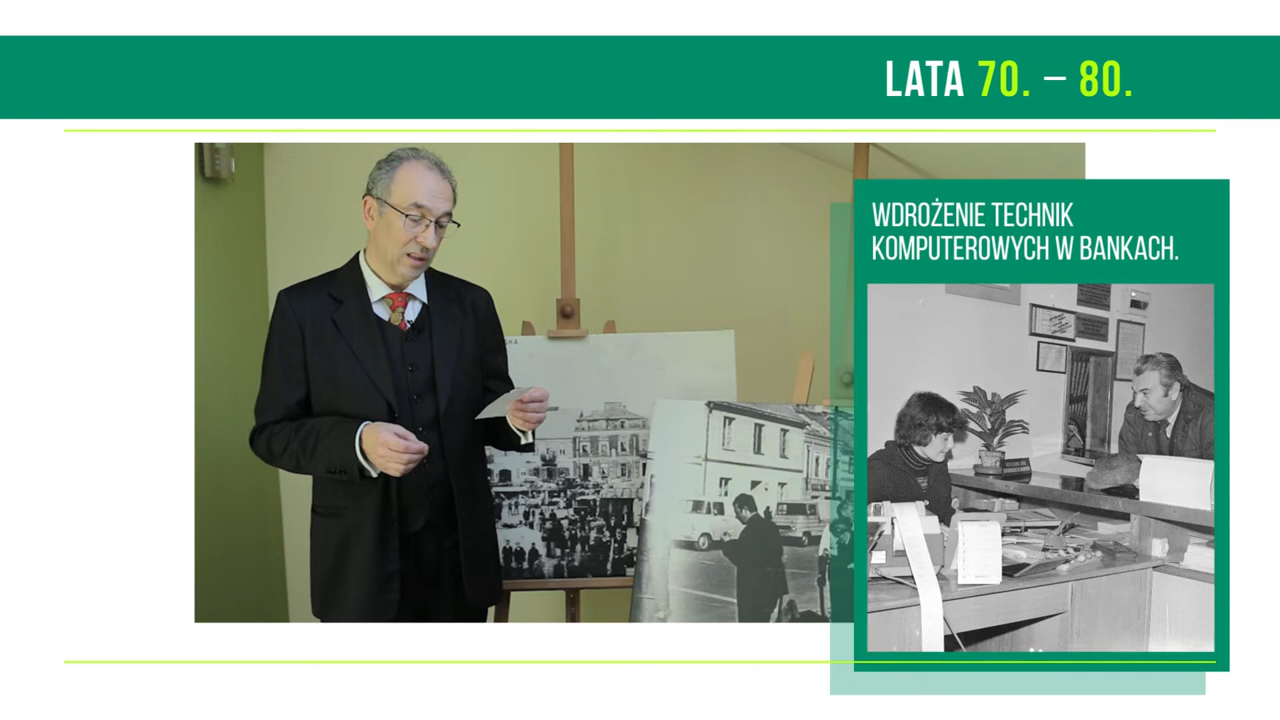 LATA 70. – 80.
WDROŻENIE TECHNIK
KOMPUTEROWYCH W BANKACH.